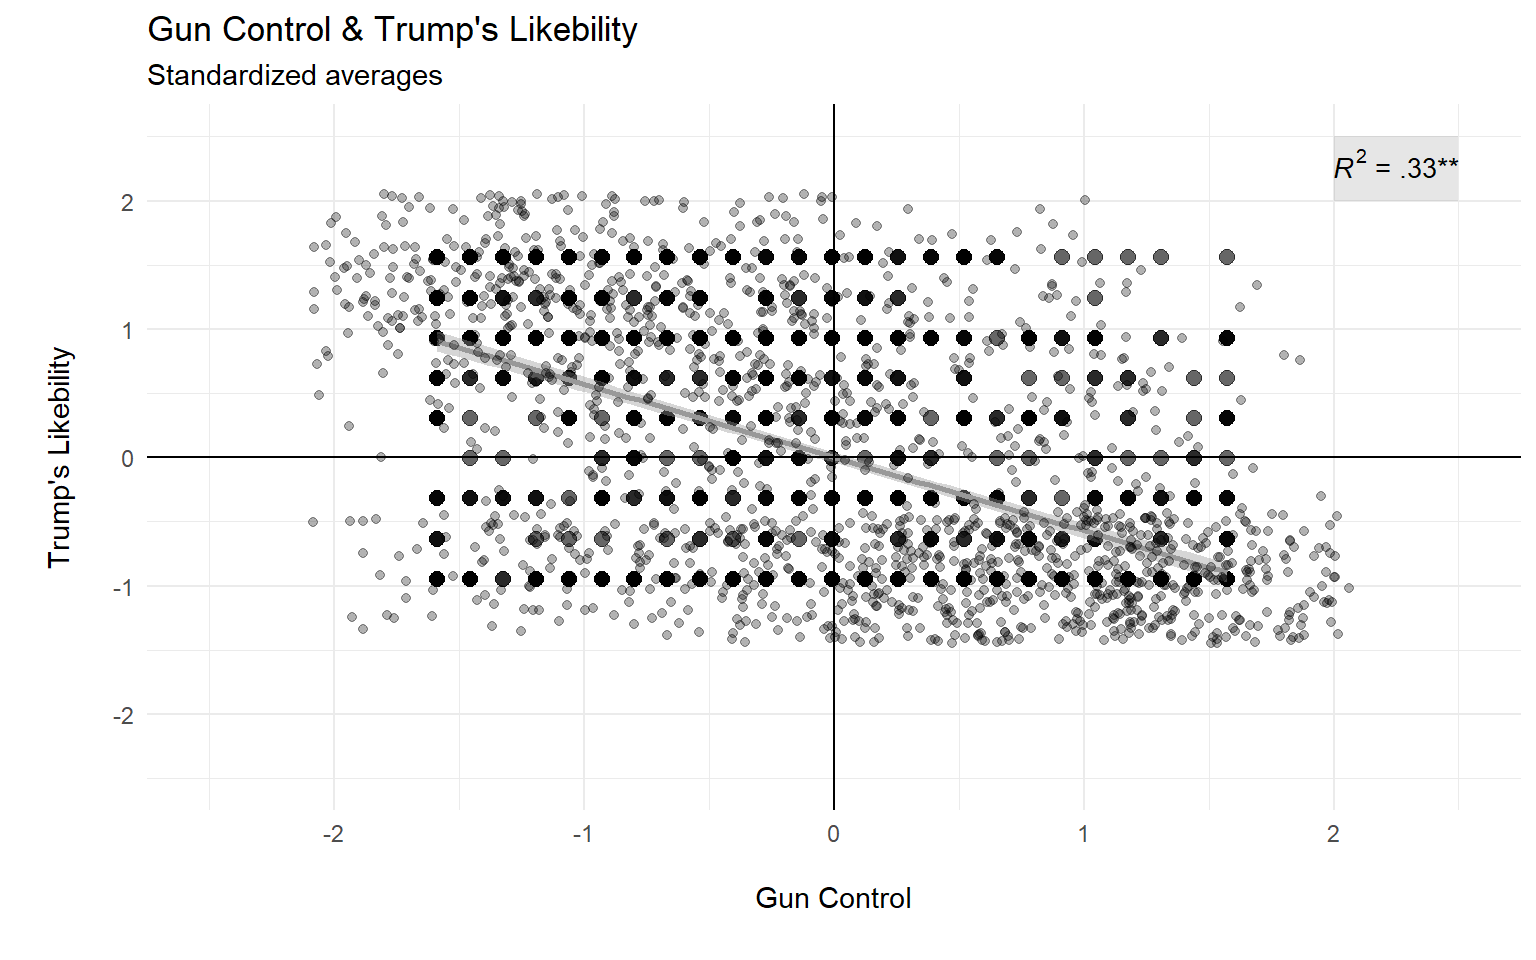 Gun Control & Trump's Likebility
Standardized averages
R² = .33**
Trump's Likebility
2
1
0
-1
-2
-2
-1
0
1
2
Gun Control